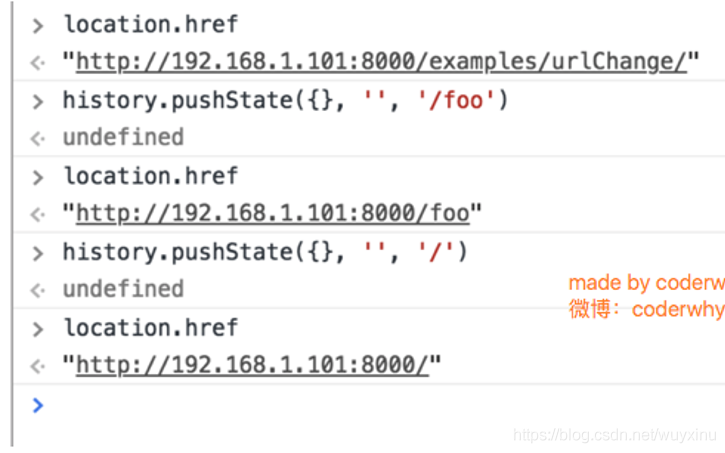 > location.href
<· "http://192.168.1.101:8000/examples/urlChange/"
> history.pushState({}, '', '/foo')
<· undefined
> location.href
<· "http://192.168.1.101:8000/foo"
> history.pushState({}, '', '/')
<· undefined
made by coderw
微博：coderwhy
> location.href
<· "http://192.168.1.101:8000/"
>
https://blog.csdn.net/wuyxinu